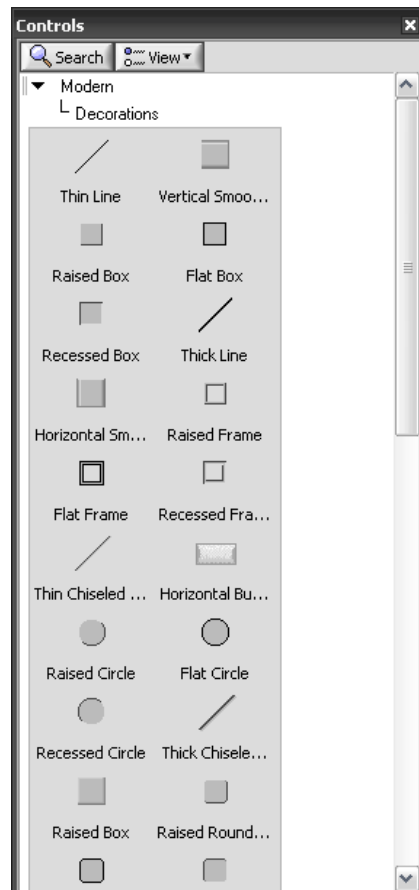 Controls
Search View
Modern
Decorations
Thin Line Vertical Smoo...
Raised Box Flat Box
Recessed Box Thick Line
Horizontal Sm... Raised Frame
Flat Frame Recessed Fra...
Thin Chiseled ... Horizontal Bu...
Raised Circle Flat Circle
Recessed Circle Thick Chisele...
Raised Box Raised Round...